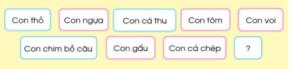 Con thỏ Con ngựa Con cá thu Con tôm Con voi
Con chim bồ câu Con gấu Con cá chép ?